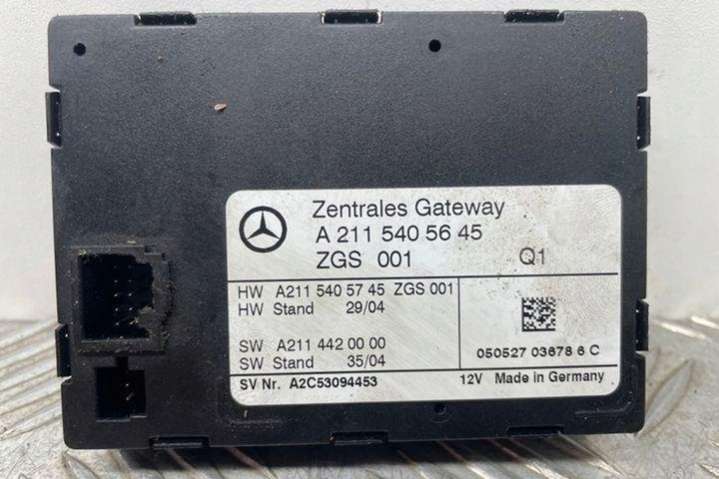 Zentrales Gateway
A 211 540 56 45
ZGS 001 Q1
HW A211 540 57 45 ZGS 001
HW Stand 29/04
SW A211 442 00 00
SW Stand 35/04
050527 03678 6 C
SV Nr. A2C53094453
12V Made in Germany